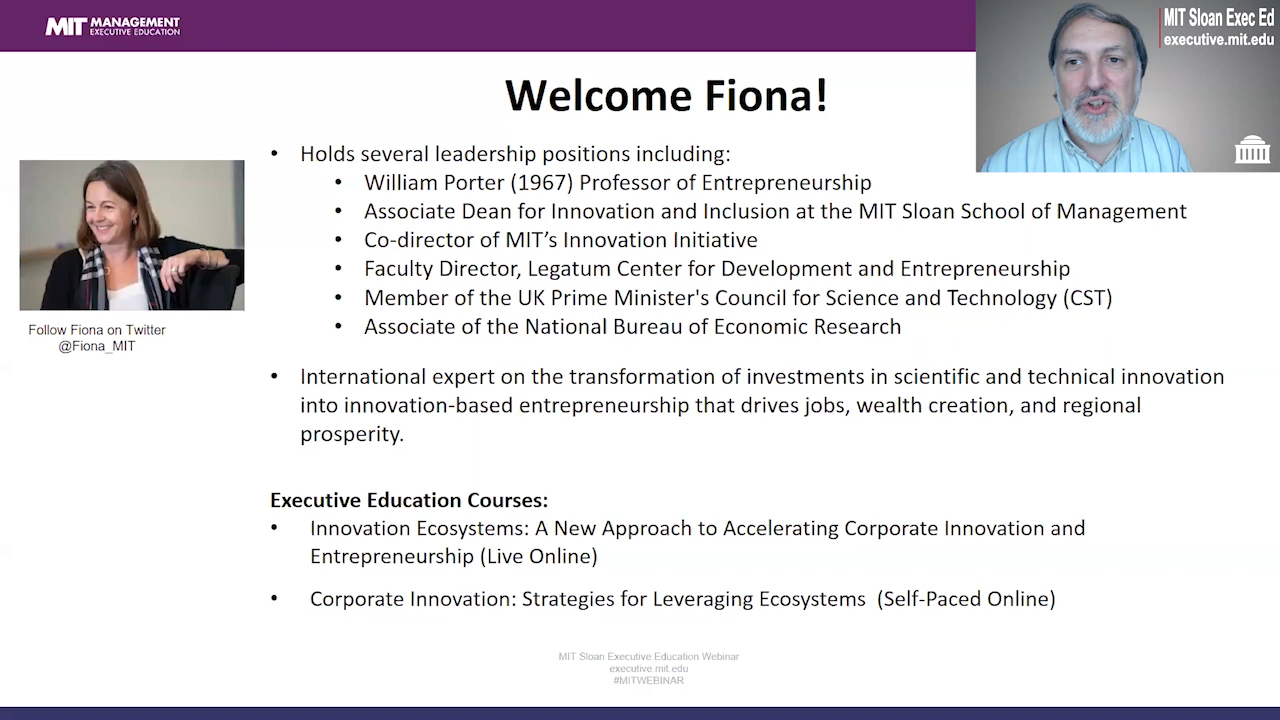 MIT MANAGEMENT
EXECUTIVE EDUCATION
MIT Sloan Exec Ed
executive.mit.edu
Welcome Fiona!
• Holds several leadership positions including:
• William Porter (1967) Professor of Entrepreneurship
• Associate Dean for Innovation and Inclusion at the MIT Sloan School of Management
• Co-director of MIT’s Innovation Initiative
• Faculty Director, Legatum Center for Development and Entrepreneurship
• Member of the UK Prime Minister's Council for Science and Technology (CST)
• Associate of the National Bureau of Economic Research
Follow Fiona on Twitter
@Fiona_MIT
• International expert on the transformation of investments in scientific and technical innovation
into innovation-based entrepreneurship that drives jobs, wealth creation, and regional
prosperity.
Executive Education Courses:
• Innovation Ecosystems: A New Approach to Accelerating Corporate Innovation and
Entrepreneurship (Live Online)
• Corporate Innovation: Strategies for Leveraging Ecosystems (Self-Paced Online)
MIT Sloan Executive Education Webinar
executive.mit.edu
#MITWEBINAR